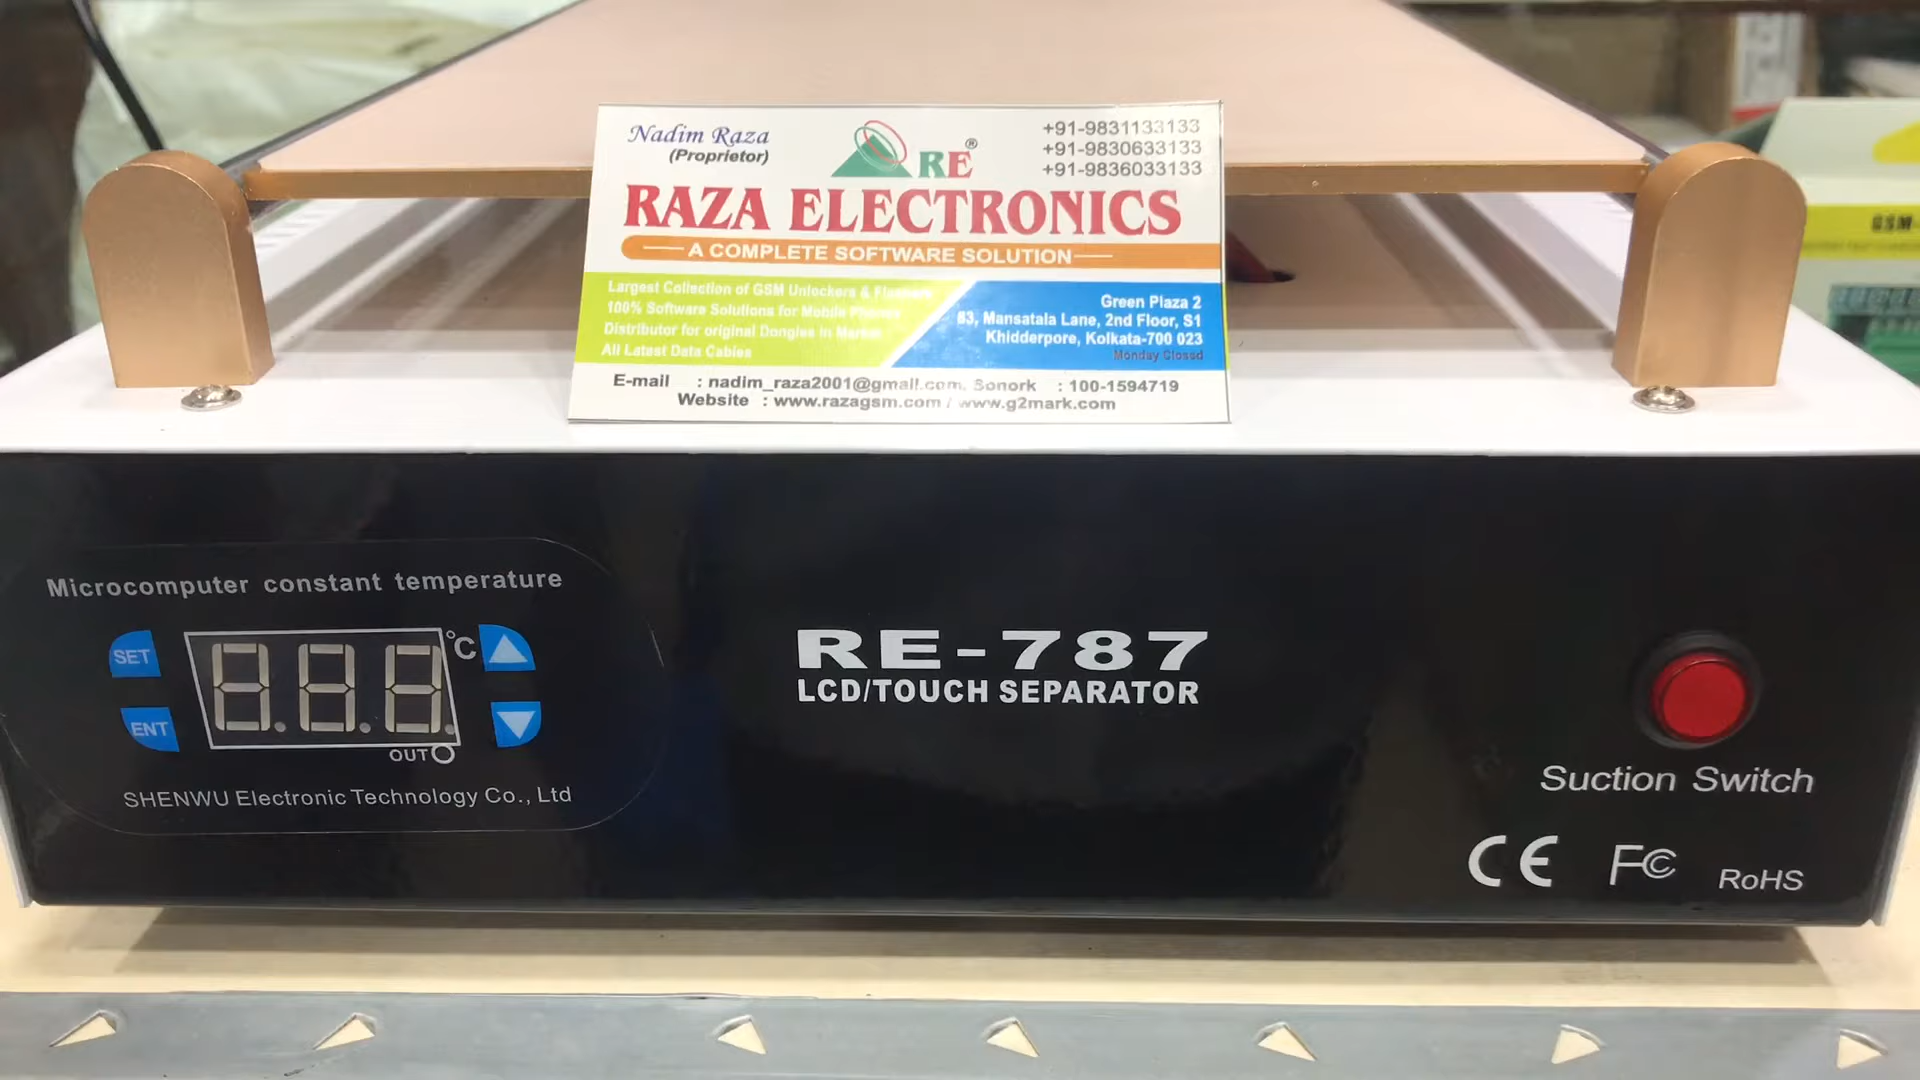 Nadim Raza
(Proprietor)
RE®
+91-9831133133
+91-9830633133
+91-9836033133
RAZA ELECTRONICS
A COMPLETE SOFTWARE SOLUTION
Largest Collection of GSM Unlockers &
100% Software Solutions for Mobile
Distributor for original Dongles in
All Latest Data Cables
Green Plaza 2
83, Mansatala Lane, 2nd Floor, S1
Khidderpore, Kolkata-700 023
Monday Closed
E-mail : nadim_raza2001@gmail.com, Sonork : 100-1594719
Website : www.razagsm.com / www.g2mark.com
GSM-
Microcomputer constant temperature
SET
°C
ENT
OUT
SHENWU Electronic Technology Co., Ltd
RE-787
LCD/TOUCH SEPARATOR
Suction Switch
CE FC RoHS